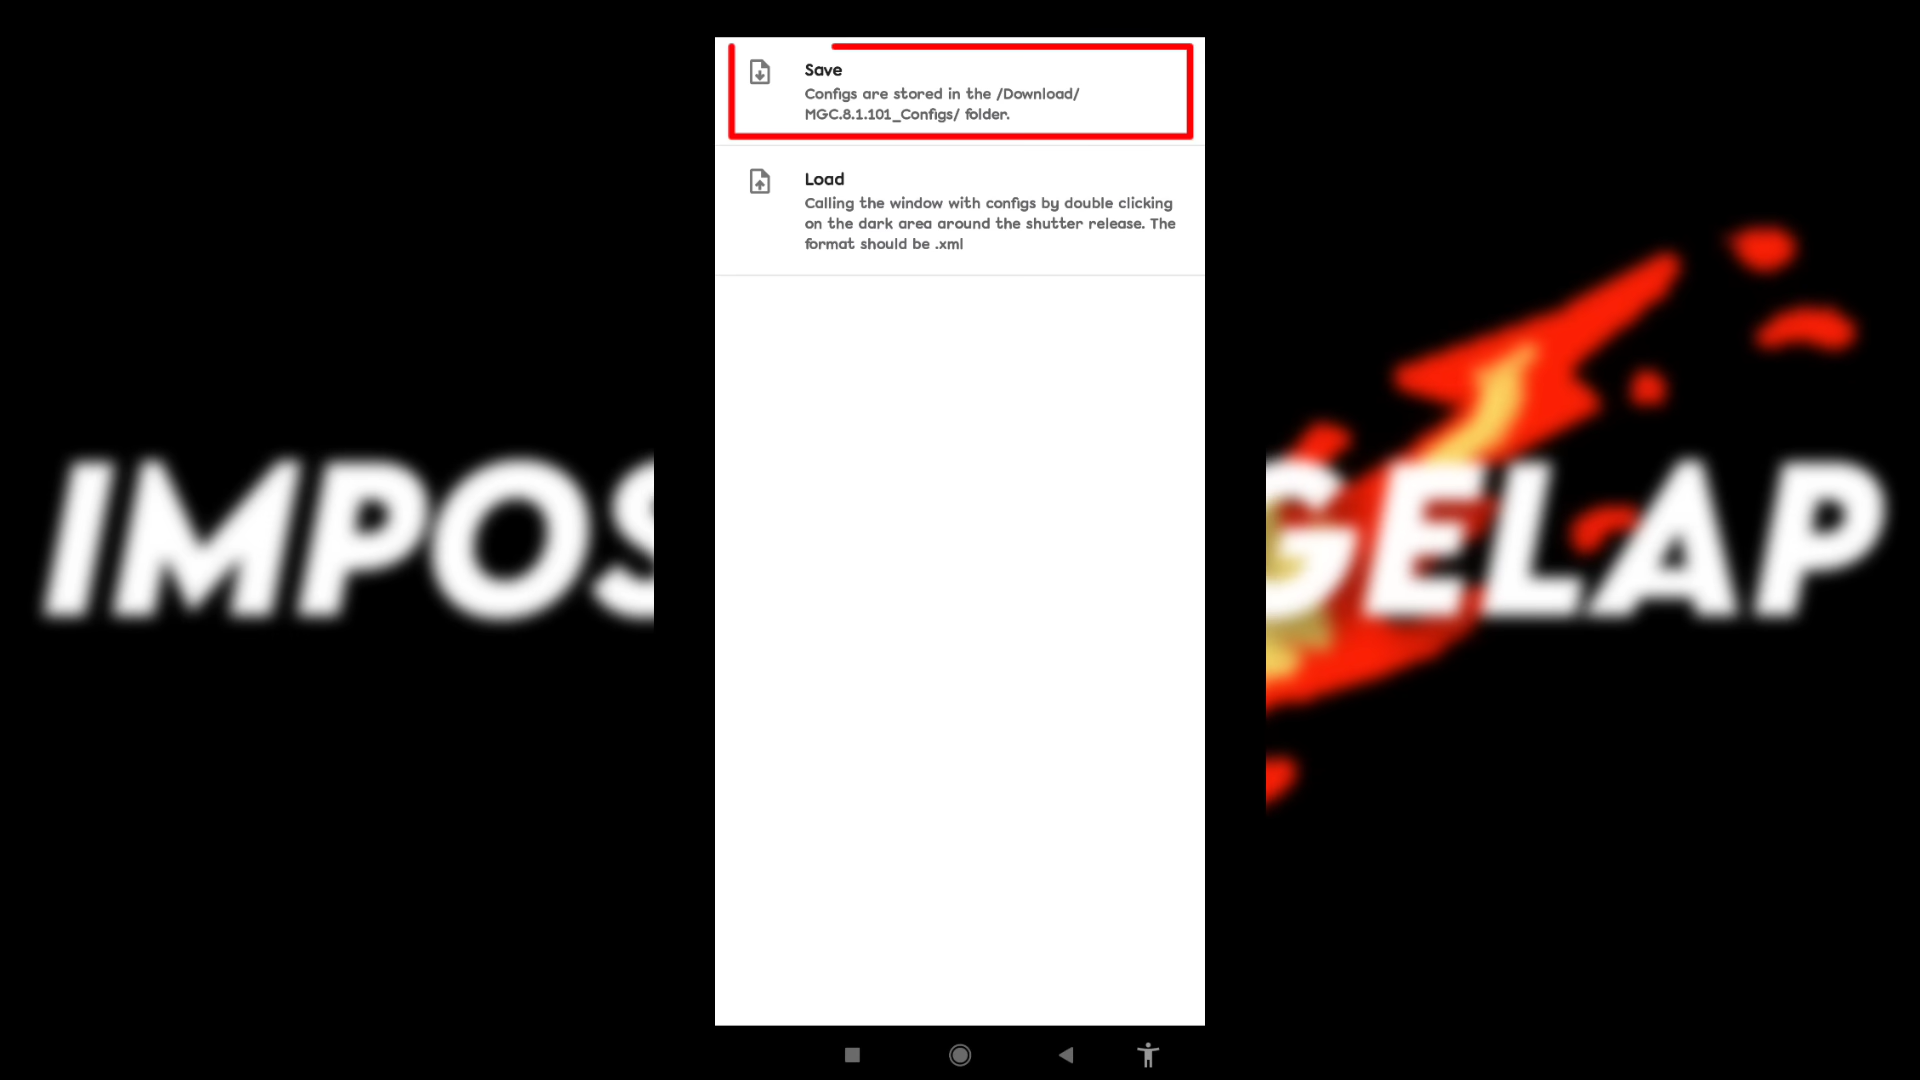 Save
Configs are stored in the /Download/
MGC.8.1.101_Configs/ folder.
Load
Calling the window with configs by double clicking
on the dark area around the shutter release. The
format should be .xml
IMPOS GELAP